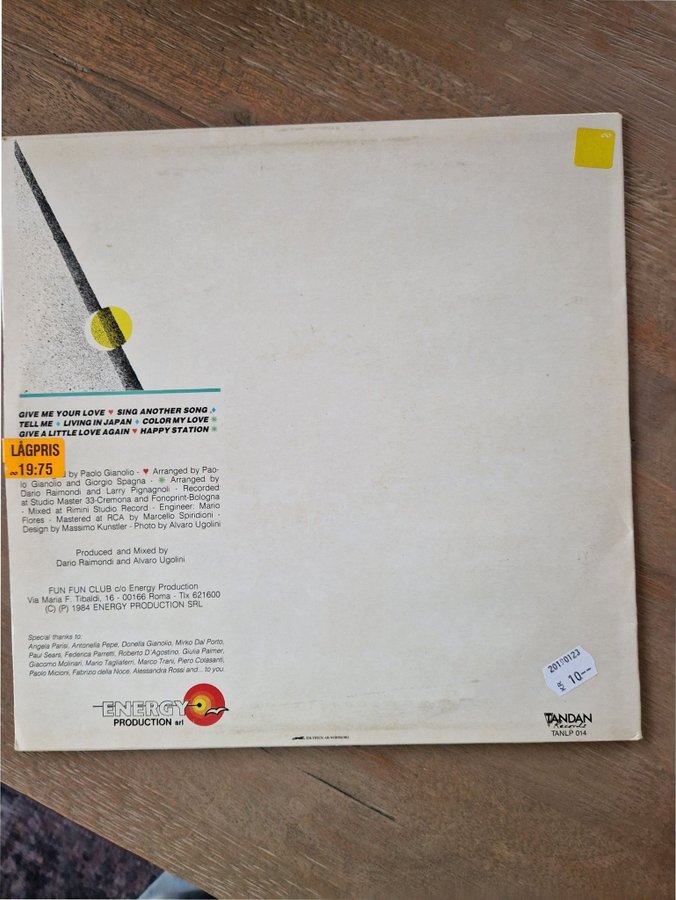 GIVE ME YOUR LOVE ♥ SING ANOTHER SONG ♦
TELL ME ♦ LIVING IN JAPAN ♦ COLOR MY LOVE ✳
GIVE A LITTLE LOVE AGAIN ♥ HAPPY STATION ✳
LÅGPRIS
19:75
by Paolo Gianolio - ♥ Arranged by Pao-
lo Gianolio and Giorgio Spagna - ✳ Arranged by
Dario Raimondi and Larry Pignagnoli - Recorded
at Studio Master 33-Cremona and Fonoprint-Bologna
- Mixed at Rimini Studio Record - Engineer: Mario
Flores - Mastered at RCA by Marcello Spiridioni -
Design by Massimo Kunstler - Photo by Alvaro Ugolini
Produced and Mixed by
Dario Raimondi and Alvaro Ugolini
FUN FUN CLUB c/o Energy Production
Via Maria F. Tibaldi, 16 - 00166 Roma - Tlx 621600
(C) (P) 1984 ENERGY PRODUCTION SRL
Special thanks to:
Angela Parisi, Antonella Pepe, Donella Gianolio, Mirko Dal Porto,
Paul Sears, Federica Parretti, Roberto D'Agostino, Giulia Palmer,
Giacomo Molinari, Mario Tagliaferri, Marco Trani, Piero Colasanti,
Paolo Micioni, Fabrizio della Noce, Alessandra Rossi and... to you.
ENERGY
PRODUCTION srl
KR 10--
TANDAN
Records
TANLP 014